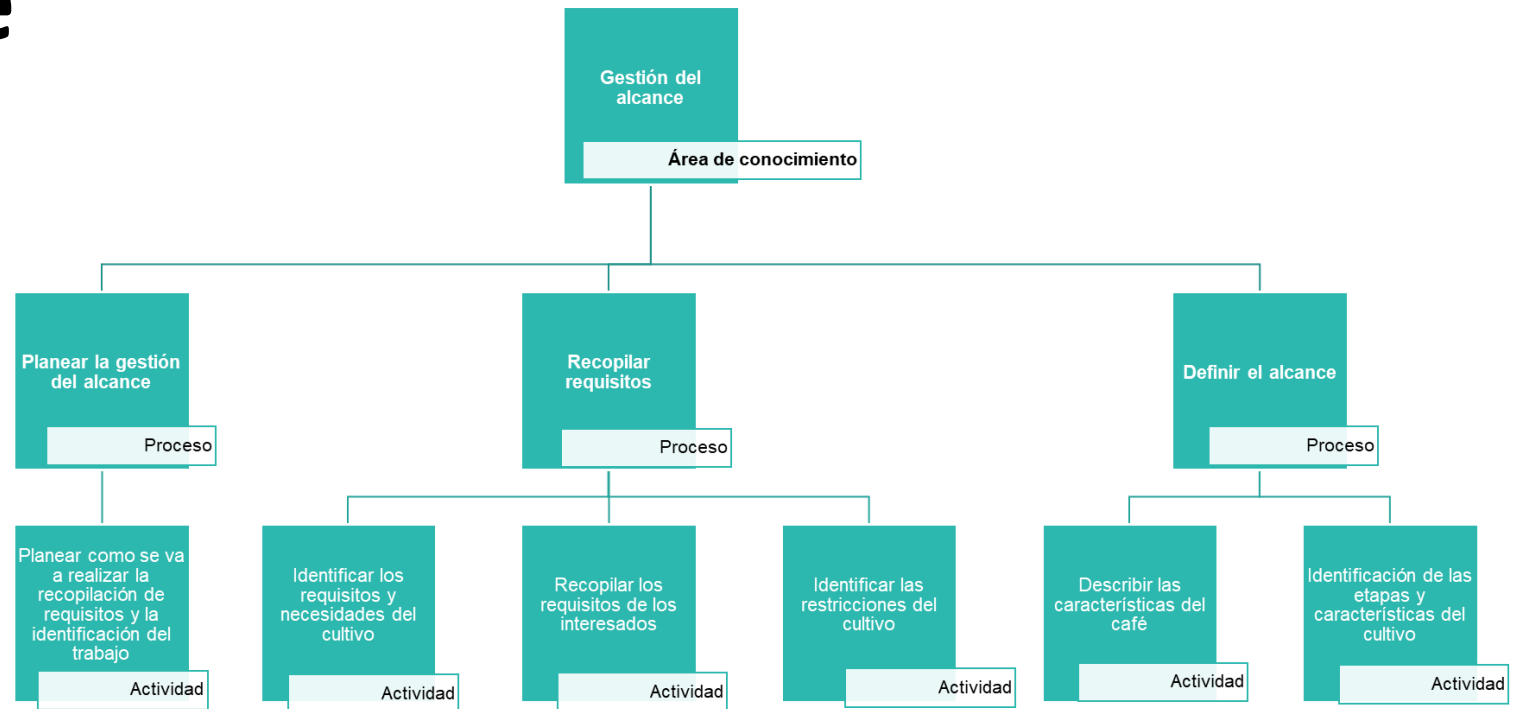 e
Gestión del
alcance
Área de conocimiento
Planear la gestión
del alcance
Proceso
Recopilar
requisitos
Proceso
Definir el alcance
Proceso
Planear como se va
a realizar la
recopilación de
requisitos y la
identificación del
trabajo
Actividad
Identificar los
requisitos y
necesidades del
cultivo
Actividad
Recopilar los
requisitos de los
interesados
Actividad
Identificar las
restricciones del
cultivo
Actividad
Describir las
características del
café
Actividad
Identificación de las
etapas y
características del
cultivo
Actividad